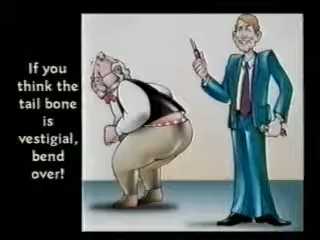 If you
think the
tail bone
is
vestigial,
bend
over!